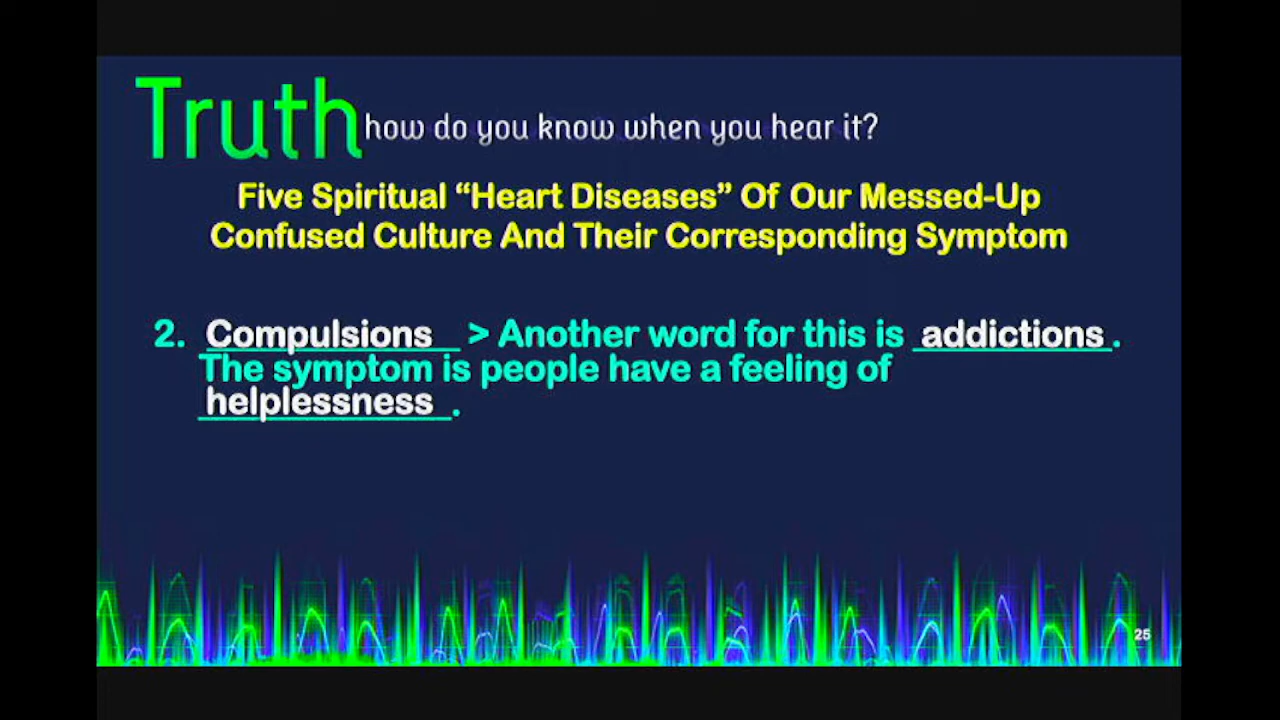 Truth how do you know when you hear it?
Five Spiritual “Heart Diseases” Of Our Messed-Up
Confused Culture And Their Corresponding Symptom
2. Compulsions > Another word for this is addictions.
The symptom is people have a feeling of
helplessness.
25